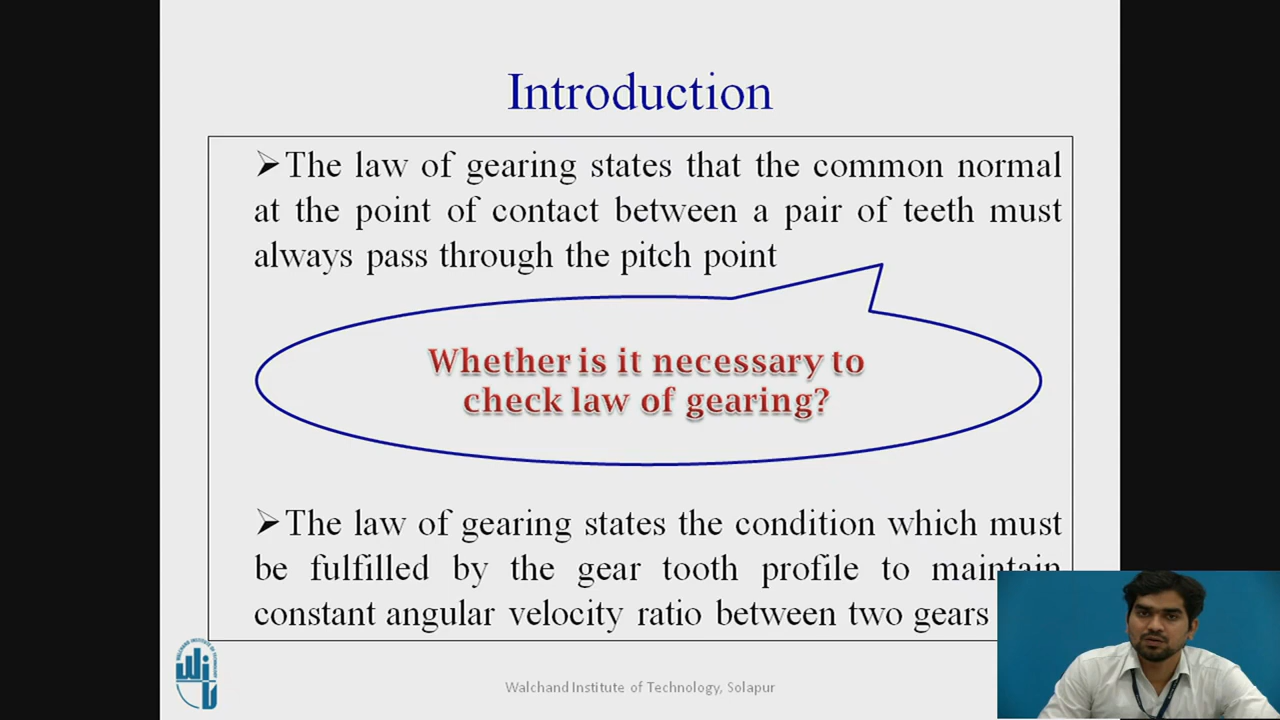 Introduction
➢The law of gearing states that the common normal
at the point of contact between a pair of teeth must
always pass through the pitch point
Whether is it necessary to
check law of gearing?
➢The law of gearing states the condition which must
be fulfilled by the gear tooth profile to maintain
constant angular velocity ratio between two gears
Walchand Institute of Technology, Solapur